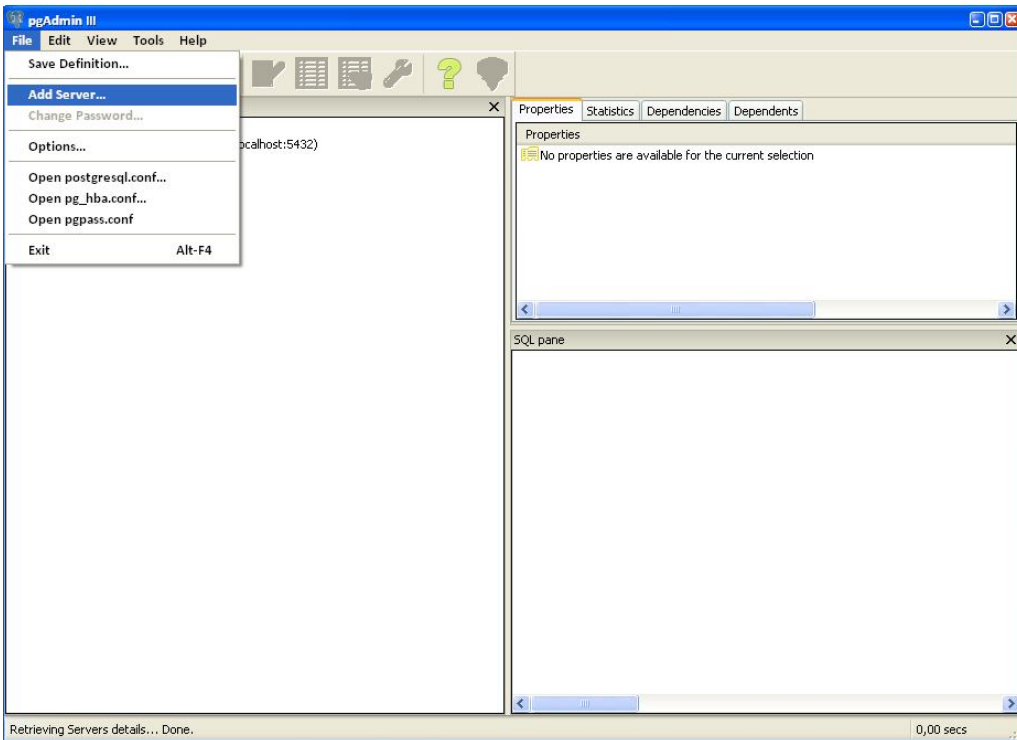 pgAdmin III
File Edit View Tools Help
Save Definition...
Add Server...
Change Password...
Options...
Open postgresql.conf...
Open pg_hba.conf...
Open pgpass.conf
Exit Alt-F4
ocalhost:5432)
Properties Statistics Dependencies Dependents
Properties
No properties are available for the current selection
SQL pane
Retrieving Servers details... Done.
0,00 secs